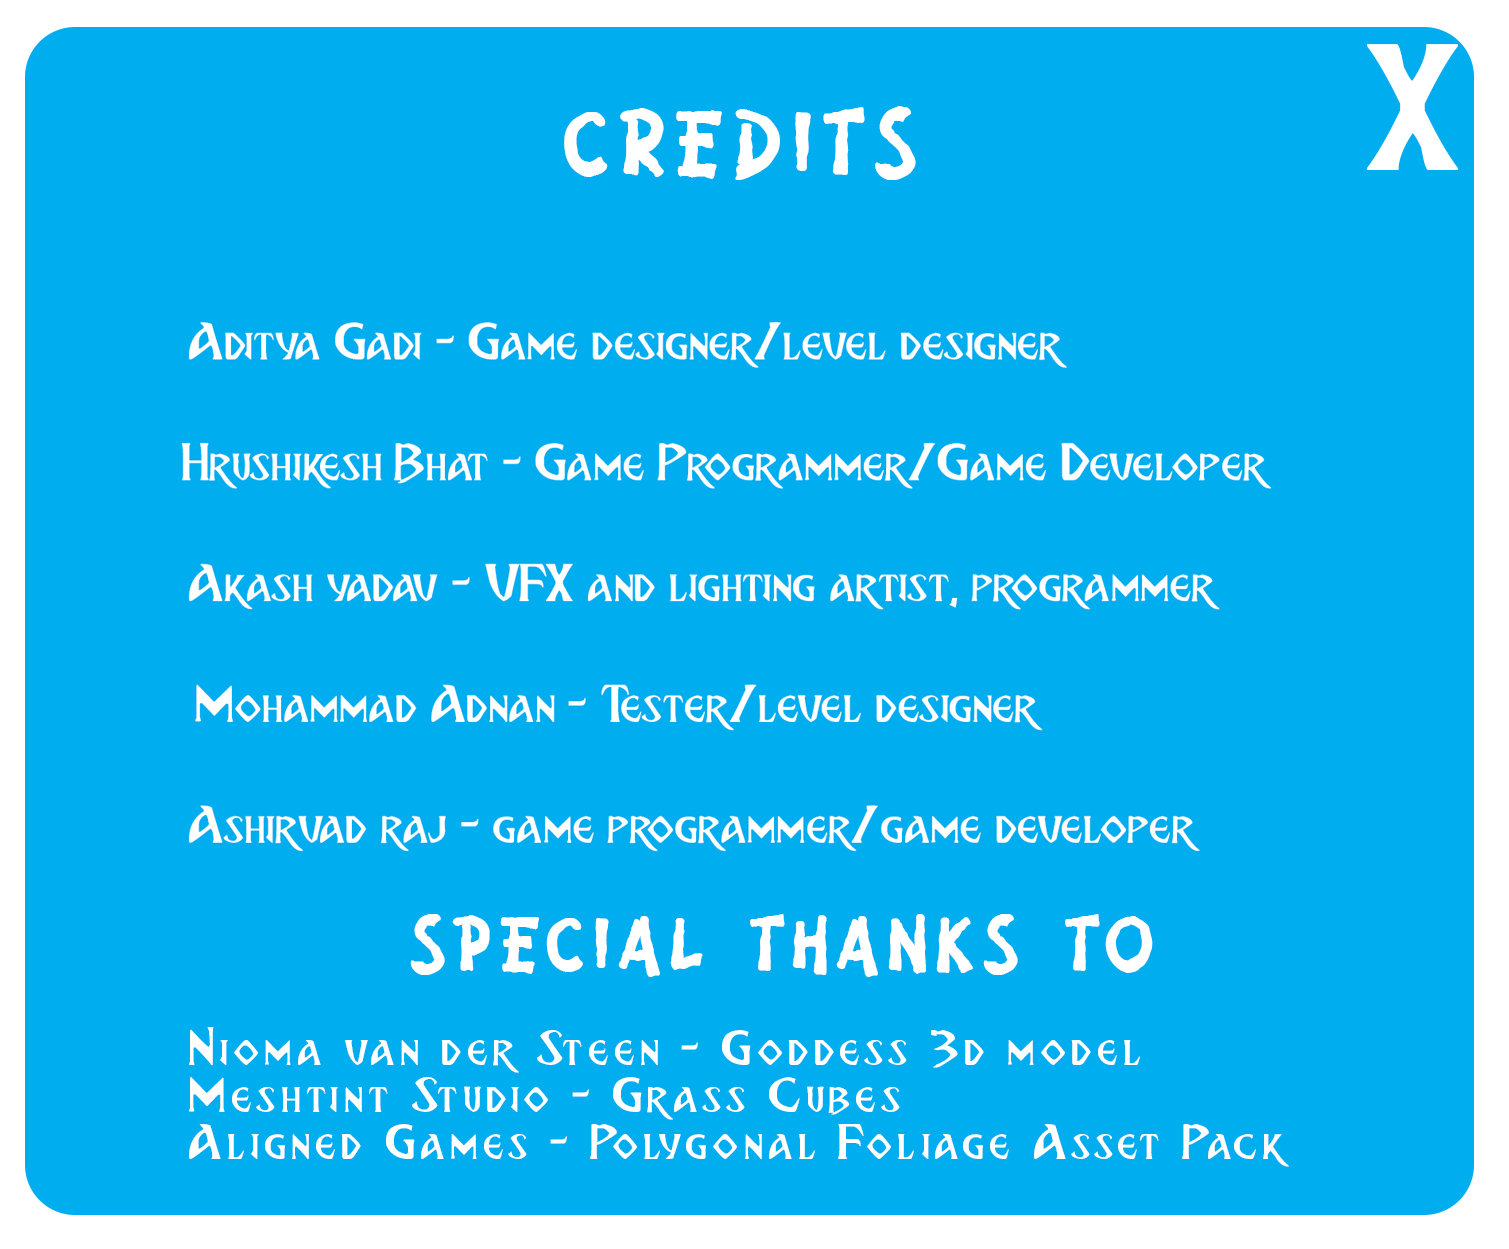 X
CREDITS
Aditya Gadi - Game designer/level designer
Hrushikesh Bhat - Game Programmer/Game Developer
Akash yadav - VFX and lighting artist, programmer
Mohammad Adnan - Tester/level designer
Ashirvad raj - game programmer/game developer
SPECIAL THANKS TO
Nioma van der Steen - Goddess 3d model
Meshtint Studio - Grass Cubes
Aligned Games - Polygonal Foliage Asset Pack